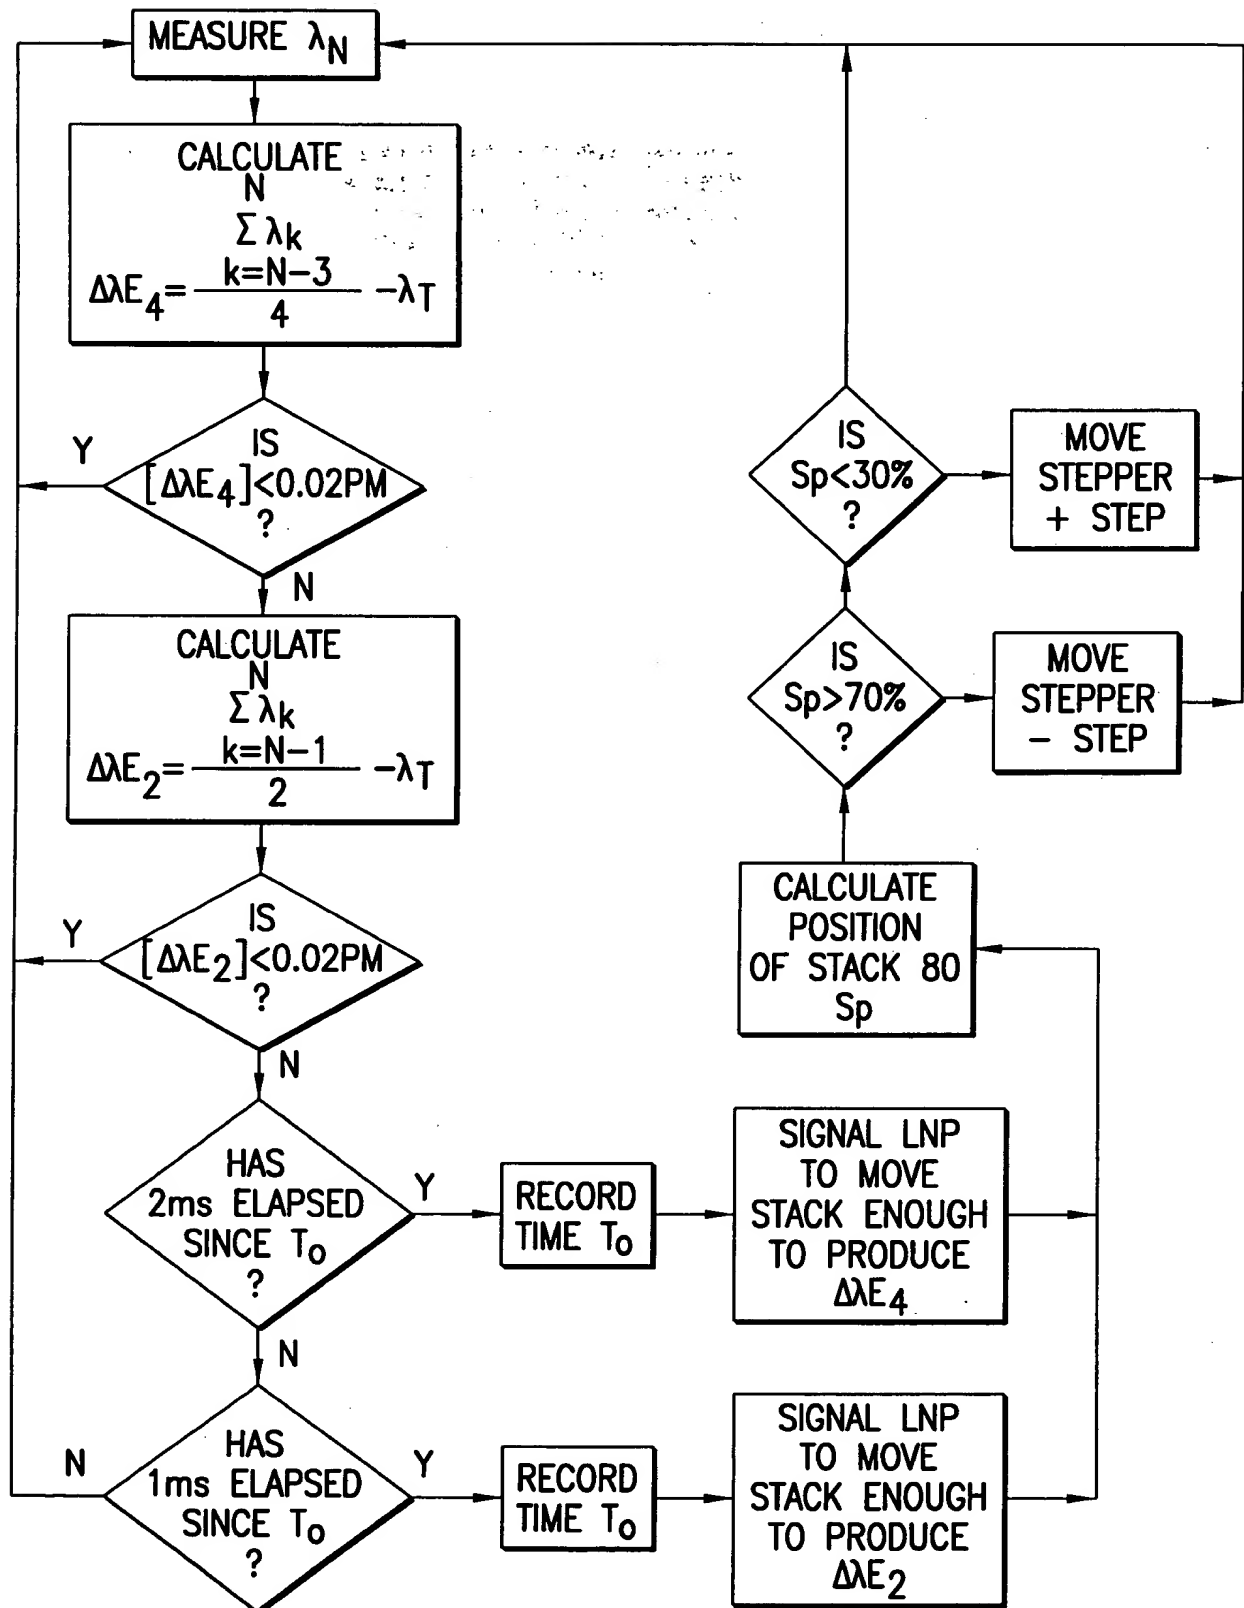 MEASURE λN
CALCULATE
N
Σ λk
k=N−3
ΔλE4= 4 −λT
Y
IS
[ΔλE4]<0.02PM
?
N
CALCULATE
N
Σ λk
k=N−1
ΔλE2= 2 −λT
Y
IS
[ΔλE2]<0.02PM
?
N
HAS
2ms ELAPSED
SINCE To
?
Y
RECORD
TIME To
SIGNAL LNP
TO MOVE
STACK ENOUGH
TO PRODUCE
ΔλE4
N
N
HAS
1ms ELAPSED
SINCE To
?
Y
RECORD
TIME To
SIGNAL LNP
TO MOVE
STACK ENOUGH
TO PRODUCE
ΔλE2
CALCULATE
POSITION
OF STACK 80
Sp
IS
Sp>70%
?
MOVE
STEPPER
− STEP
IS
Sp<30%
?
MOVE
STEPPER
+ STEP